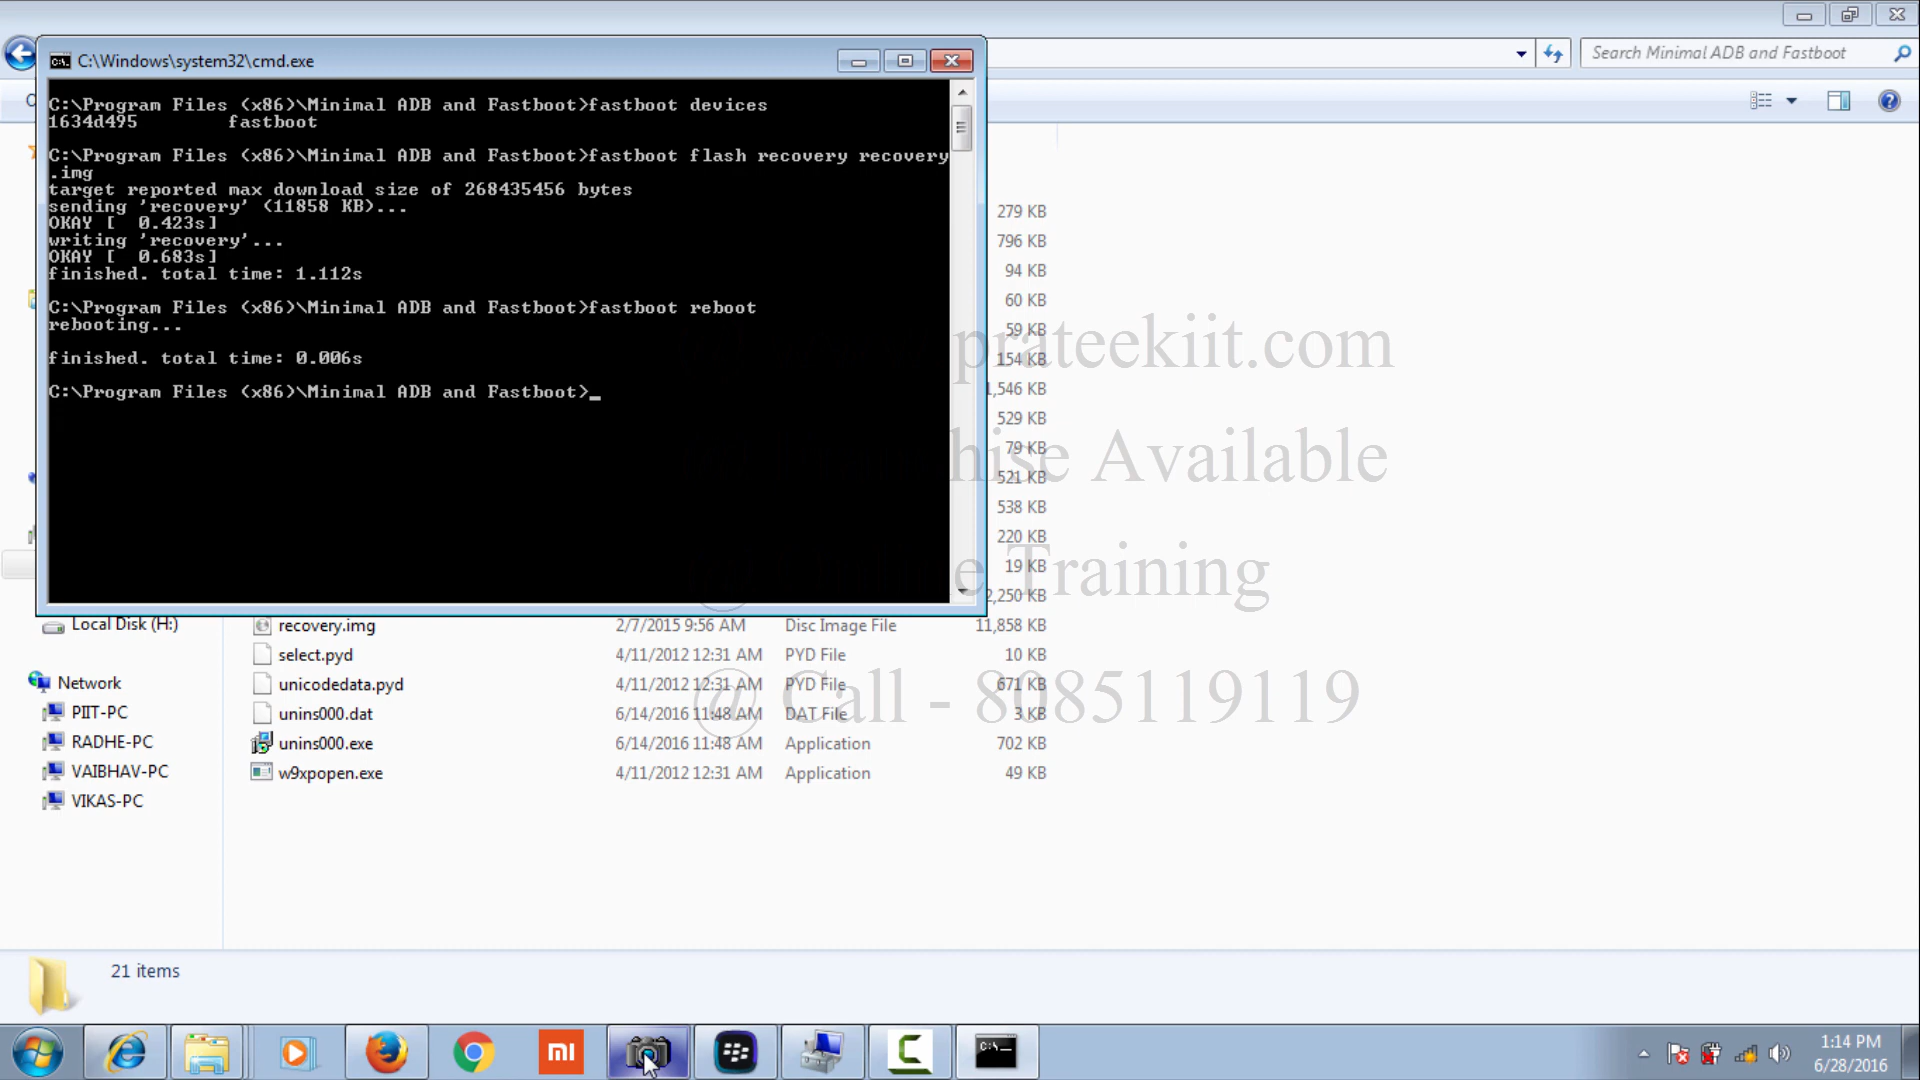 C:\Windows\system32\cmd.exe
Search Minimal ADB and Fastboot
C:\Program Files (x86)\Minimal ADB and Fastboot>fastboot devices
1634d495 fastboot
C:\Program Files (x86)\Minimal ADB and Fastboot>fastboot flash recovery recovery
.img
target reported max download size of 268435456 bytes
sending 'recovery' (11858 KB)...
OKAY [ 0.423s]
writing 'recovery'...
OKAY [ 0.683s]
finished. total time: 1.112s
C:\Program Files (x86)\Minimal ADB and Fastboot>fastboot reboot
rebooting...
finished. total time: 0.006s
C:\Program Files (x86)\Minimal ADB and Fastboot>_
279 KB
796 KB
94 KB
60 KB
59 KB
prateekiit.com
154 KB
1,546 KB
529 KB
79 KB
Available
521 KB
538 KB
220 KB
19 KB
Training
2,250 KB
Local Disk (H:)
recovery.img 2/7/2015 9:56 AM Disc Image File 11,858 KB
select.pyd 4/11/2012 12:31 AM PYD File 10 KB
unicodedata.pyd 4/11/2012 12:31 AM PYD File 671 KB
@ Call - 8085119119
unins000.dat 6/14/2016 11:48 AM DAT File 3 KB
unins000.exe 6/14/2016 11:48 AM Application 702 KB
w9xpopen.exe 4/11/2012 12:31 AM Application 49 KB
Network
PIIT-PC
RADHE-PC
VAIBHAV-PC
VIKAS-PC
21 items
mi
C:\_
1:14 PM
6/28/2016